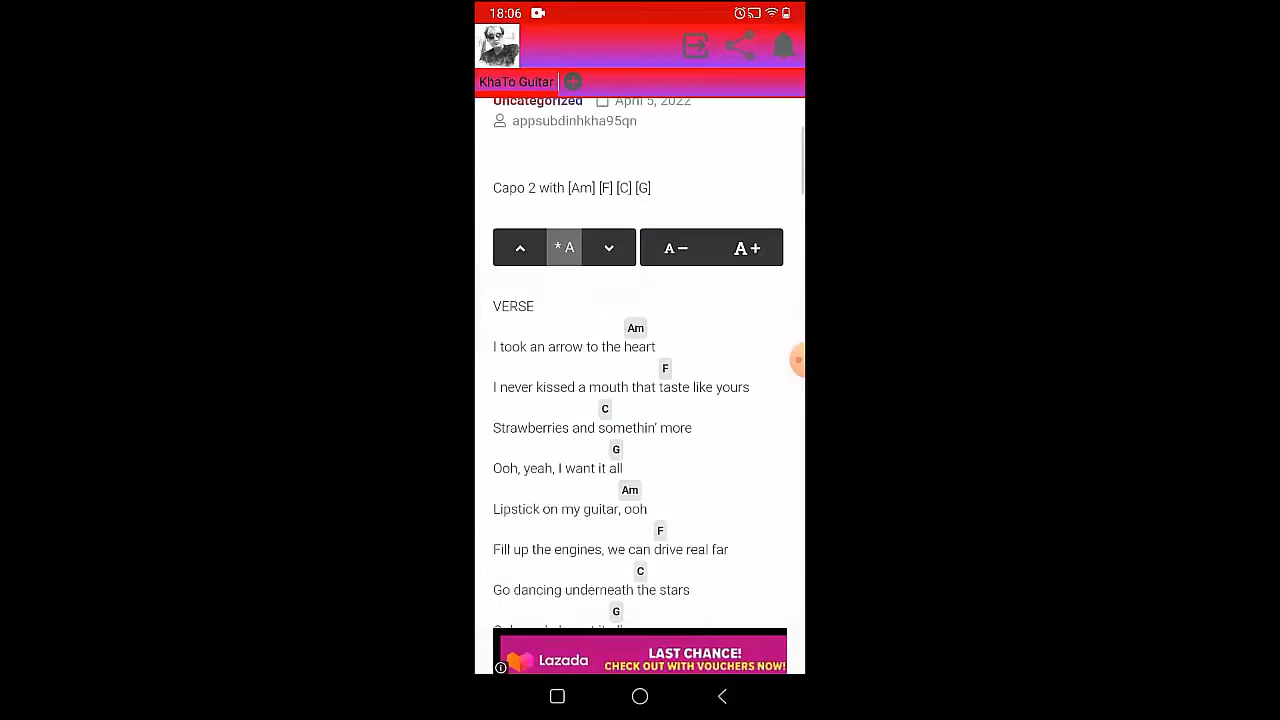 18:06
KhaTo Guitar
Uncategorized April 5, 2022
appsubdinhkha95qn
Capo 2 with [Am] [F] [C] [G]
* A A− A+
VERSE
Am
I took an arrow to the heart
F
I never kissed a mouth that taste like yours
C
Strawberries and somethin' more
G
Ooh, yeah, I want it all
Am
Lipstick on my guitar, ooh
F
Fill up the engines, we can drive real far
C
Go dancing underneath the stars
G
Lazada
LAST CHANCE!
CHECK OUT WITH VOUCHERS NOW!